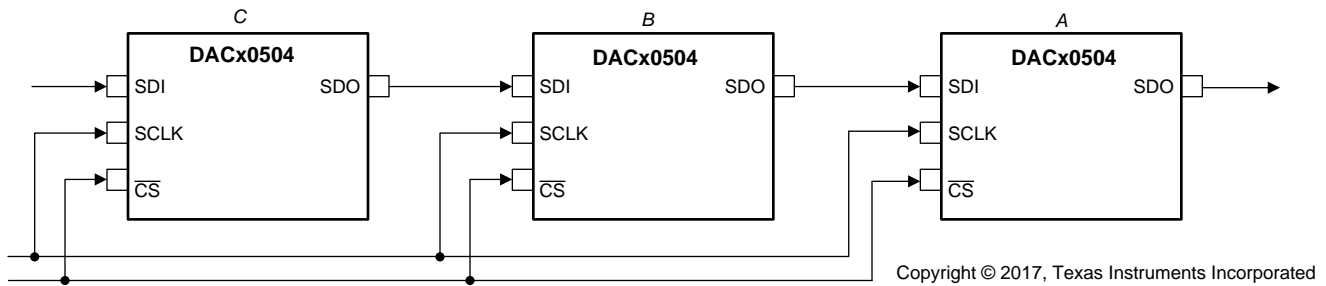 C
DACx0504
SDI
SDO
SCLK
CS
B
DACx0504
SDI
SDO
SCLK
CS
A
DACx0504
SDI
SDO
SCLK
CS
Copyright © 2017, Texas Instruments Incorporated